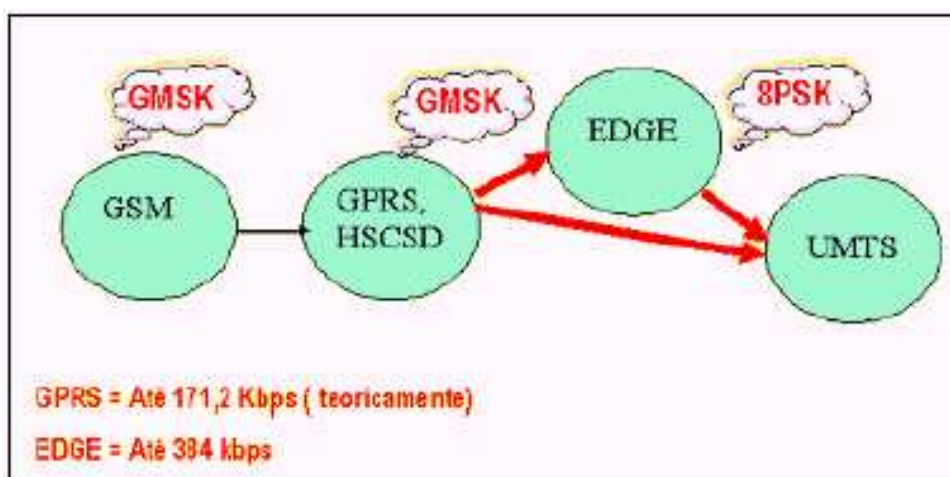 GMSK
GMSK
8PSK
EDGE
GSM
GPRS,
HSCSD
UMTS
GPRS = Até 171,2 Kbps ( teoricamente)
EDGE = Até 384 kbps